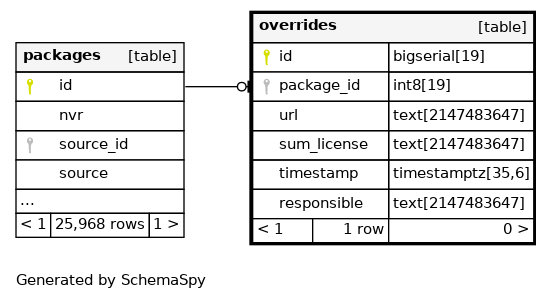 packages [table]
id
nvr
source_id
source
...
< 1 25,968 rows 1 >
overrides [table]
id bigserial[19]
package_id int8[19]
url text[2147483647]
sum_license text[2147483647]
timestamp timestamptz[35,6]
responsible text[2147483647]
< 1 1 row 0 >
Generated by SchemaSpy